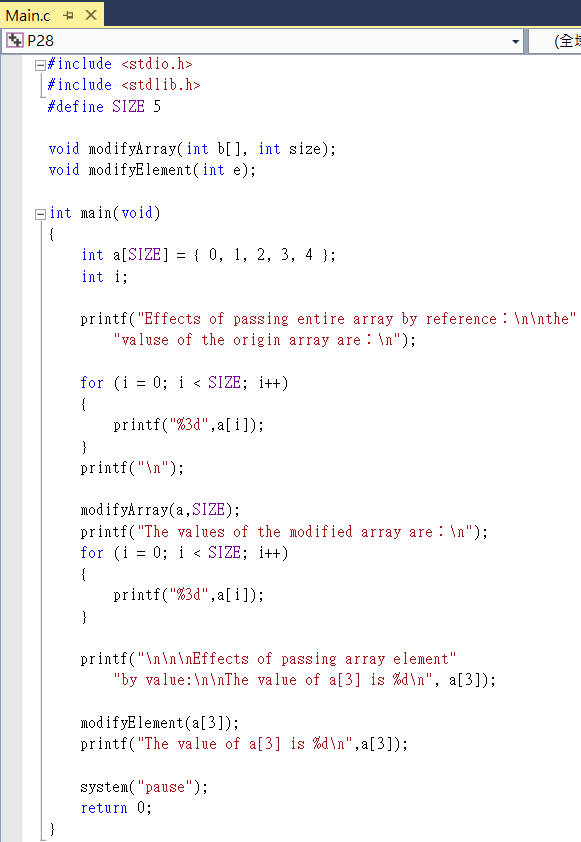 Main.c
P28
(全域
#include <stdio.h>
#include <stdlib.h>
#define SIZE 5
void modifyArray(int b[], int size);
void modifyElement(int e);
int main(void)
{
int a[SIZE] = { 0, 1, 2, 3, 4 };
int i;
printf("Effects of passing entire array by reference：\n\nthe"
"valuse of the origin array are：\n");
for (i = 0; i < SIZE; i++)
{
printf("%3d",a[i]);
}
printf("\n");
modifyArray(a,SIZE);
printf("The values of the modified array are：\n");
for (i = 0; i < SIZE; i++)
{
printf("%3d",a[i]);
}
printf("\n\n\nEffects of passing array element"
"by value:\n\nThe value of a[3] is %d\n", a[3]);
modifyElement(a[3]);
printf("The value of a[3] is %d\n",a[3]);
system("pause");
return 0;
}